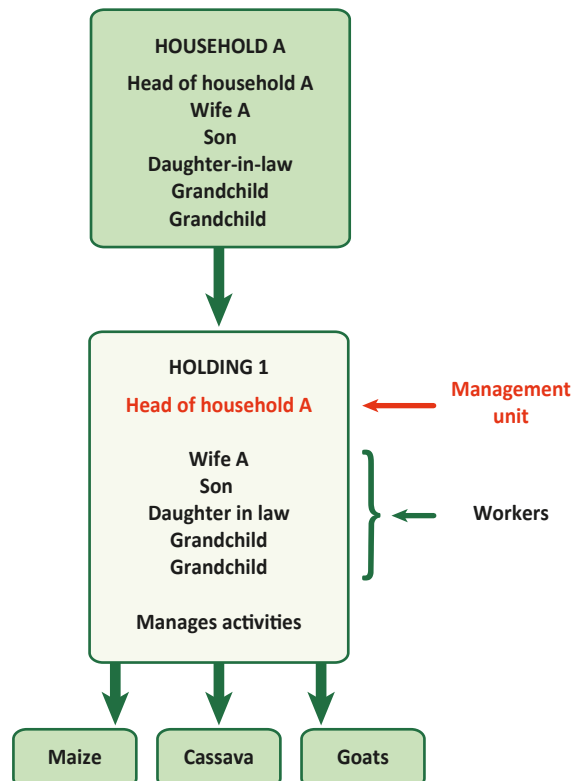 HOUSEHOLD A
Head of household A
Wife A
Son
Daughter-in-law
Grandchild
Grandchild
HOLDING 1
Head of household A
Management
unit
Wife A
Son
Daughter in law
Grandchild
Grandchild
Workers
Manages activities
Maize
Cassava
Goats